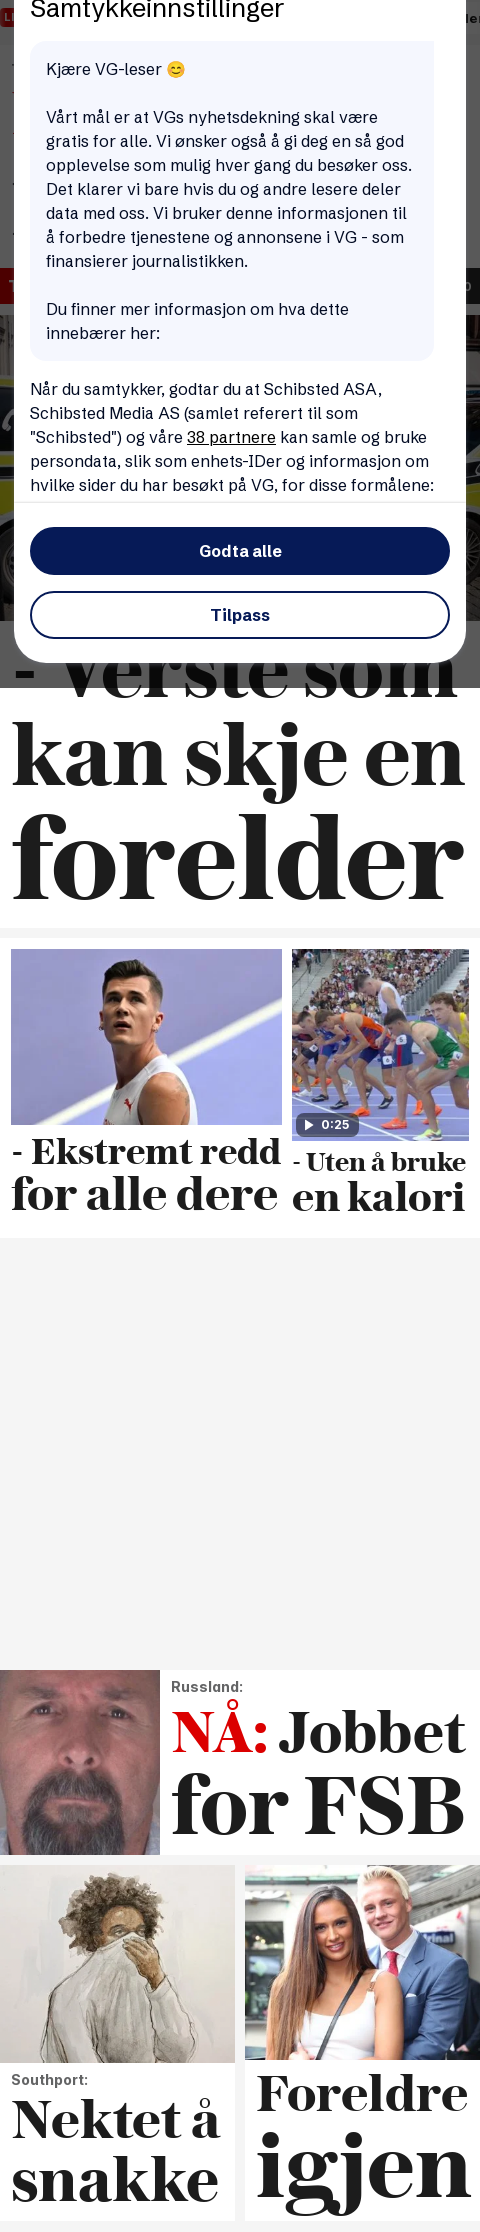 Samtykkeinnstillinger
Kjære VG-leser 😊
Vårt mål er at VGs nyhetsdekning skal være
gratis for alle. Vi ønsker også å gi deg en så god
opplevelse som mulig hver gang du besøker oss.
Det klarer vi bare hvis du og andre lesere deler
data med oss. Vi bruker denne informasjonen til
å forbedre tjenestene og annonsene i VG - som
finansierer journalistikken.
Du finner mer informasjon om hva dette
innebærer her:
Når du samtykker, godtar du at Schibsted ASA,
Schibsted Media AS (samlet referert til som
"Schibsted") og våre 38 partnere kan samle og bruke
persondata, slik som enhets-IDer og informasjon om
hvilke sider du har besøkt på VG, for disse formålene:
Godta alle
Tilpass
- Verste som
kan skje en
forelder
0:25
- Ekstremt redd
for alle dere
- Uten å bruke
en kalori
Russland:
NÅ: Jobbet
for FSB
Southport:
Nektet å
snakke
Foreldre
igjen